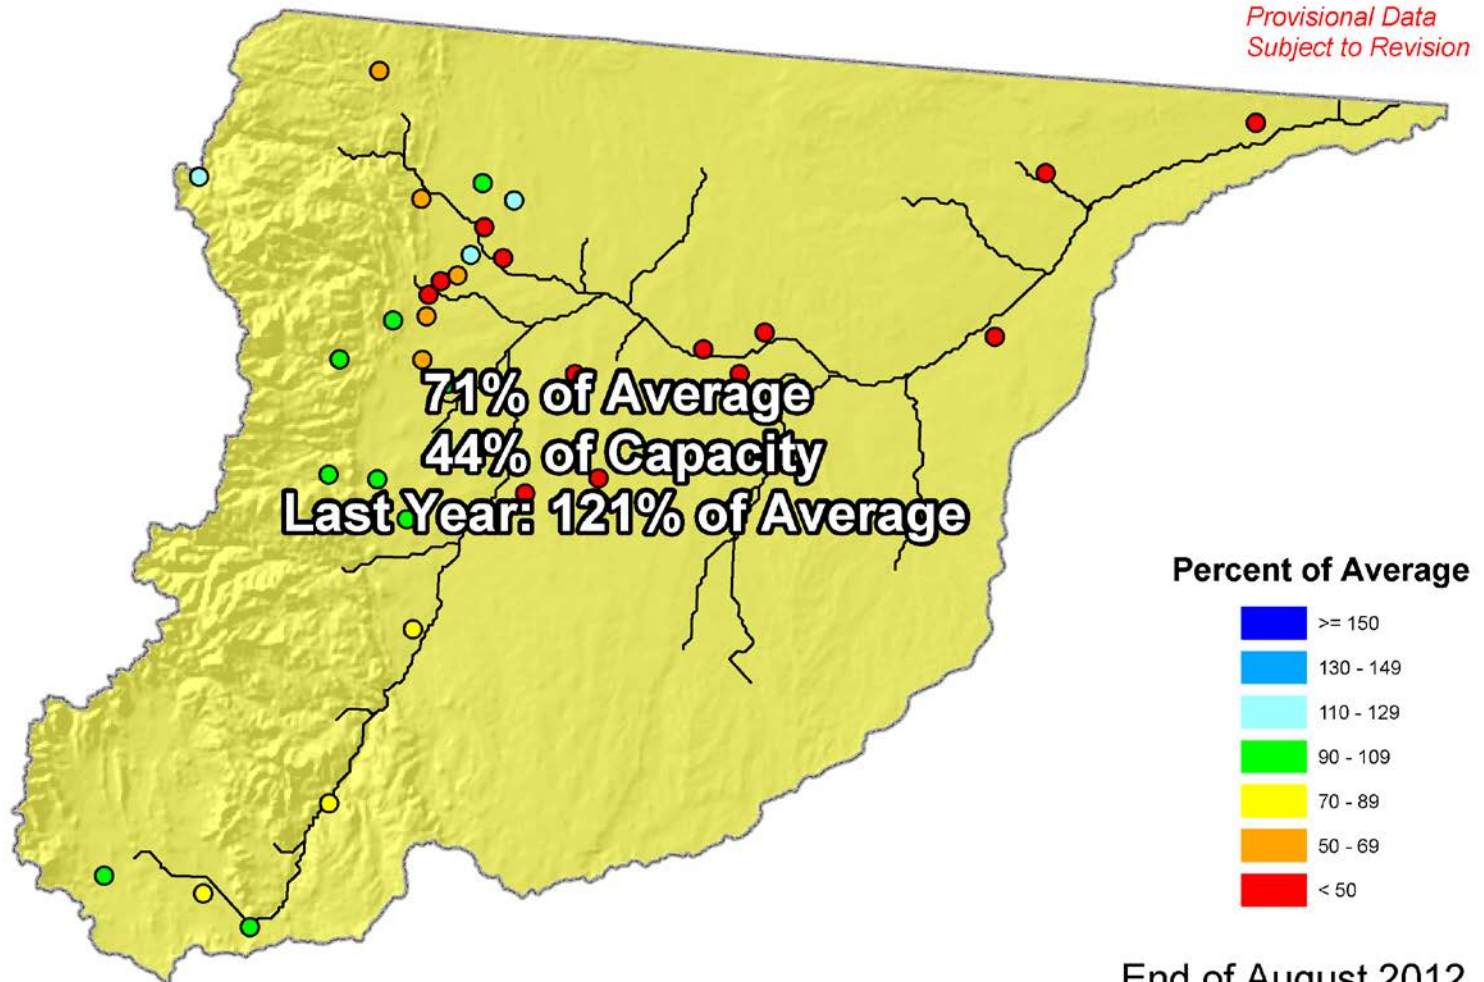 Provisional Data
Subject to Revision
71% of Average
44% of Capacity
Last Year: 121% of Average
Percent of Average
>= 150
130 - 149
110 - 129
90 - 109
70 - 89
50 - 69
< 50
End of August 2012